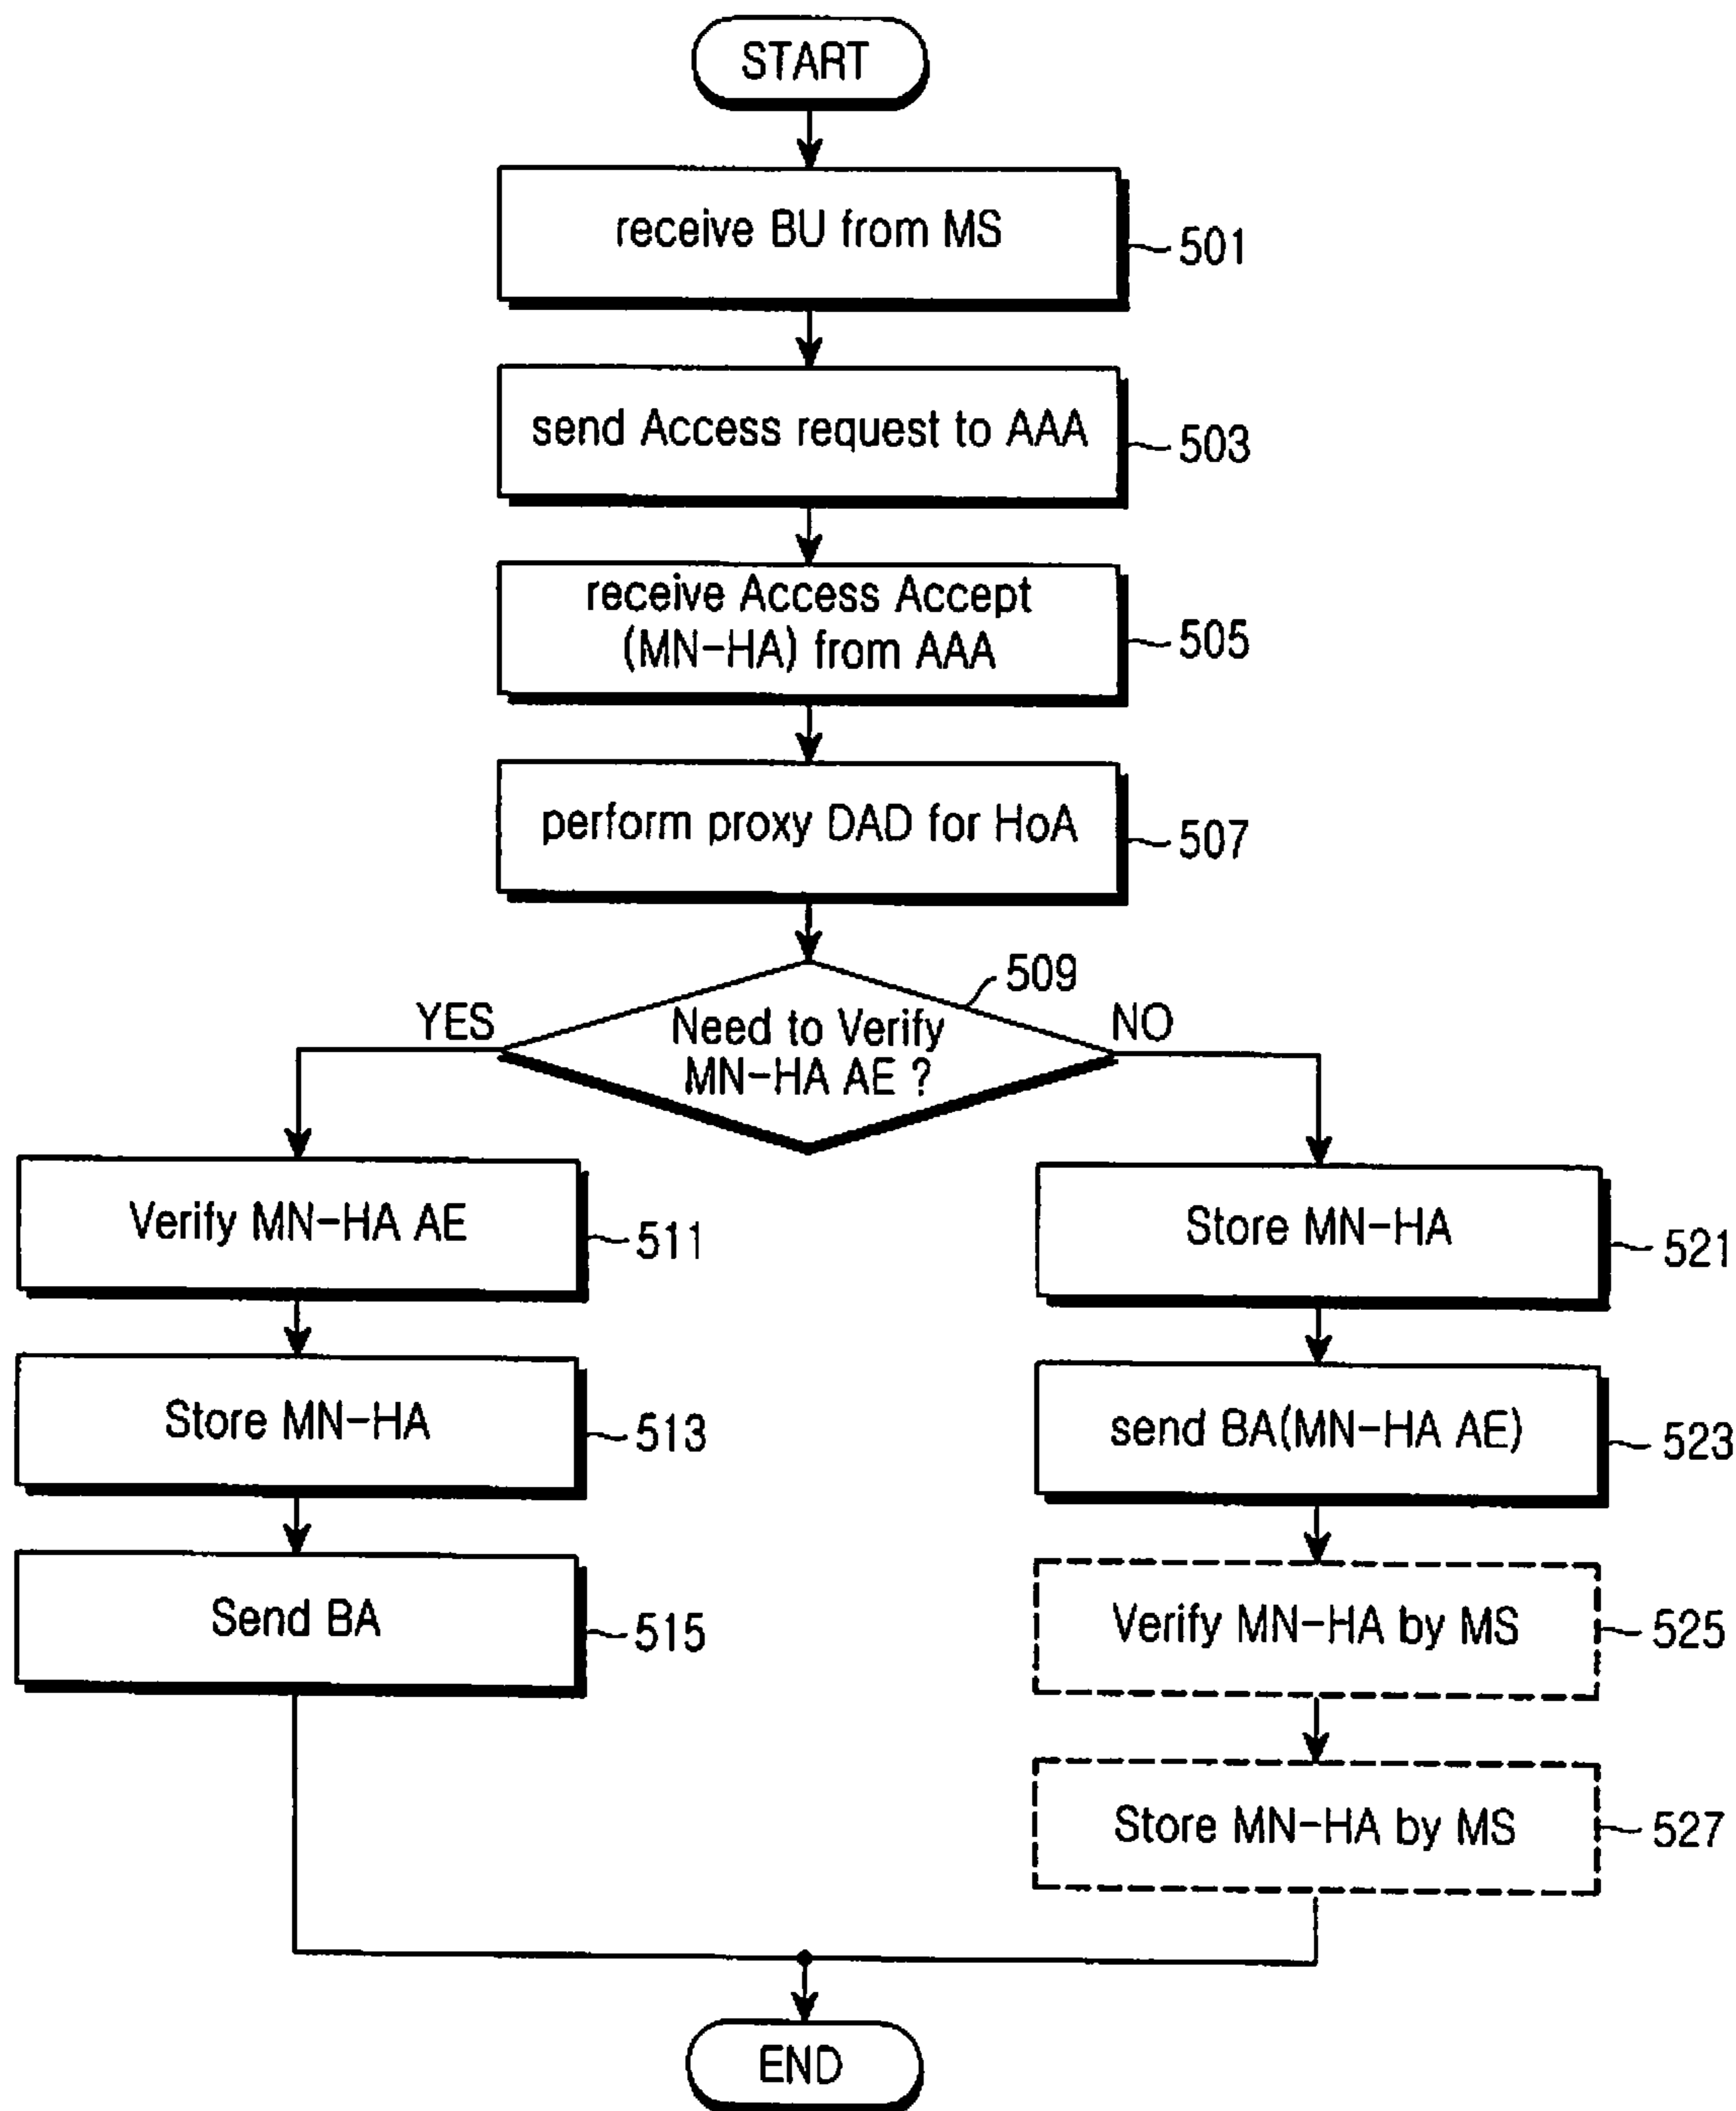 START
receive BU from MS
501
send Access request to AAA
503
receive Access Accept
(MN-HA) from AAA
505
perform proxy DAD for HoA
507
509
YES
Need to Verify
MN-HA AE ?
NO
Verify MN-HA AE
511
Store MN-HA
513
Send BA
515
Store MN-HA
521
send BA(MN-HA AE)
523
Verify MN-HA by MS
525
Store MN-HA by MS
527
END